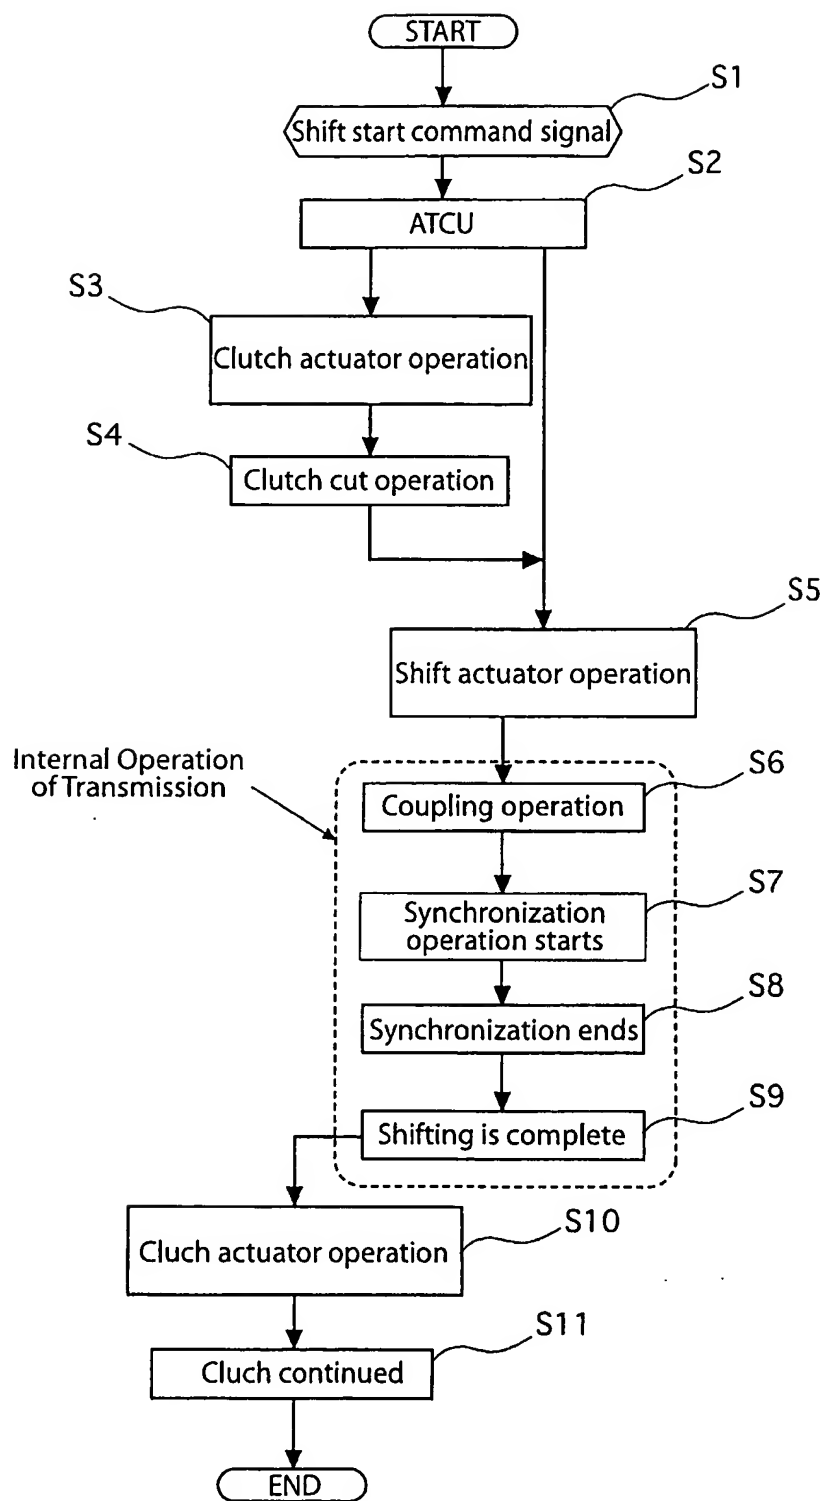 START
S1
Shift start command signal
S2
ATCU
S3
Clutch actuator operation
S4
Clutch cut operation
S5
Shift actuator operation
Internal Operation
of Transmission
S6
Coupling operation
S7
Synchronization
operation starts
S8
Synchronization ends
S9
Shifting is complete
S10
Cluch actuator operation
S11
Cluch continued
END